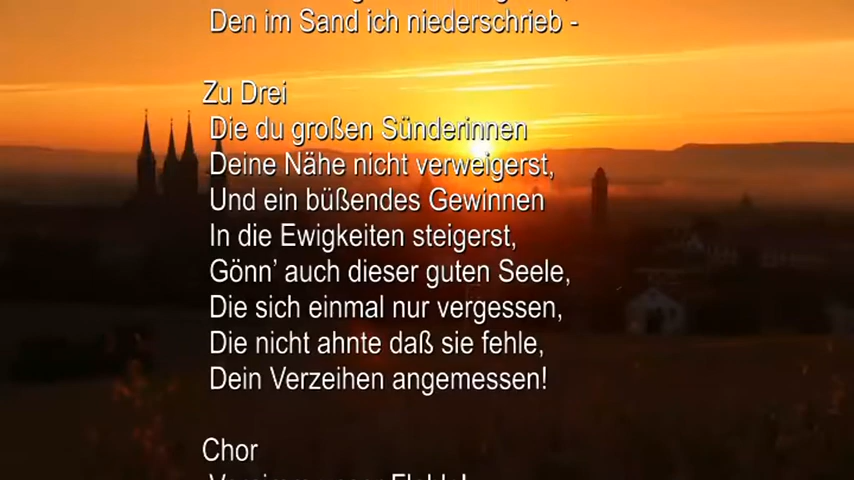 Den im Sand ich niederschrieb -
Zu Drei
Die du großen Sünderinnen
Deine Nähe nicht verweigerst,
Und ein büßendes Gewinnen
In die Ewigkeiten steigerst,
Gönn’ auch dieser guten Seele,
Die sich einmal nur vergessen,
Die nicht ahnte daß sie fehle,
Dein Verzeihen angemessen!
Chor